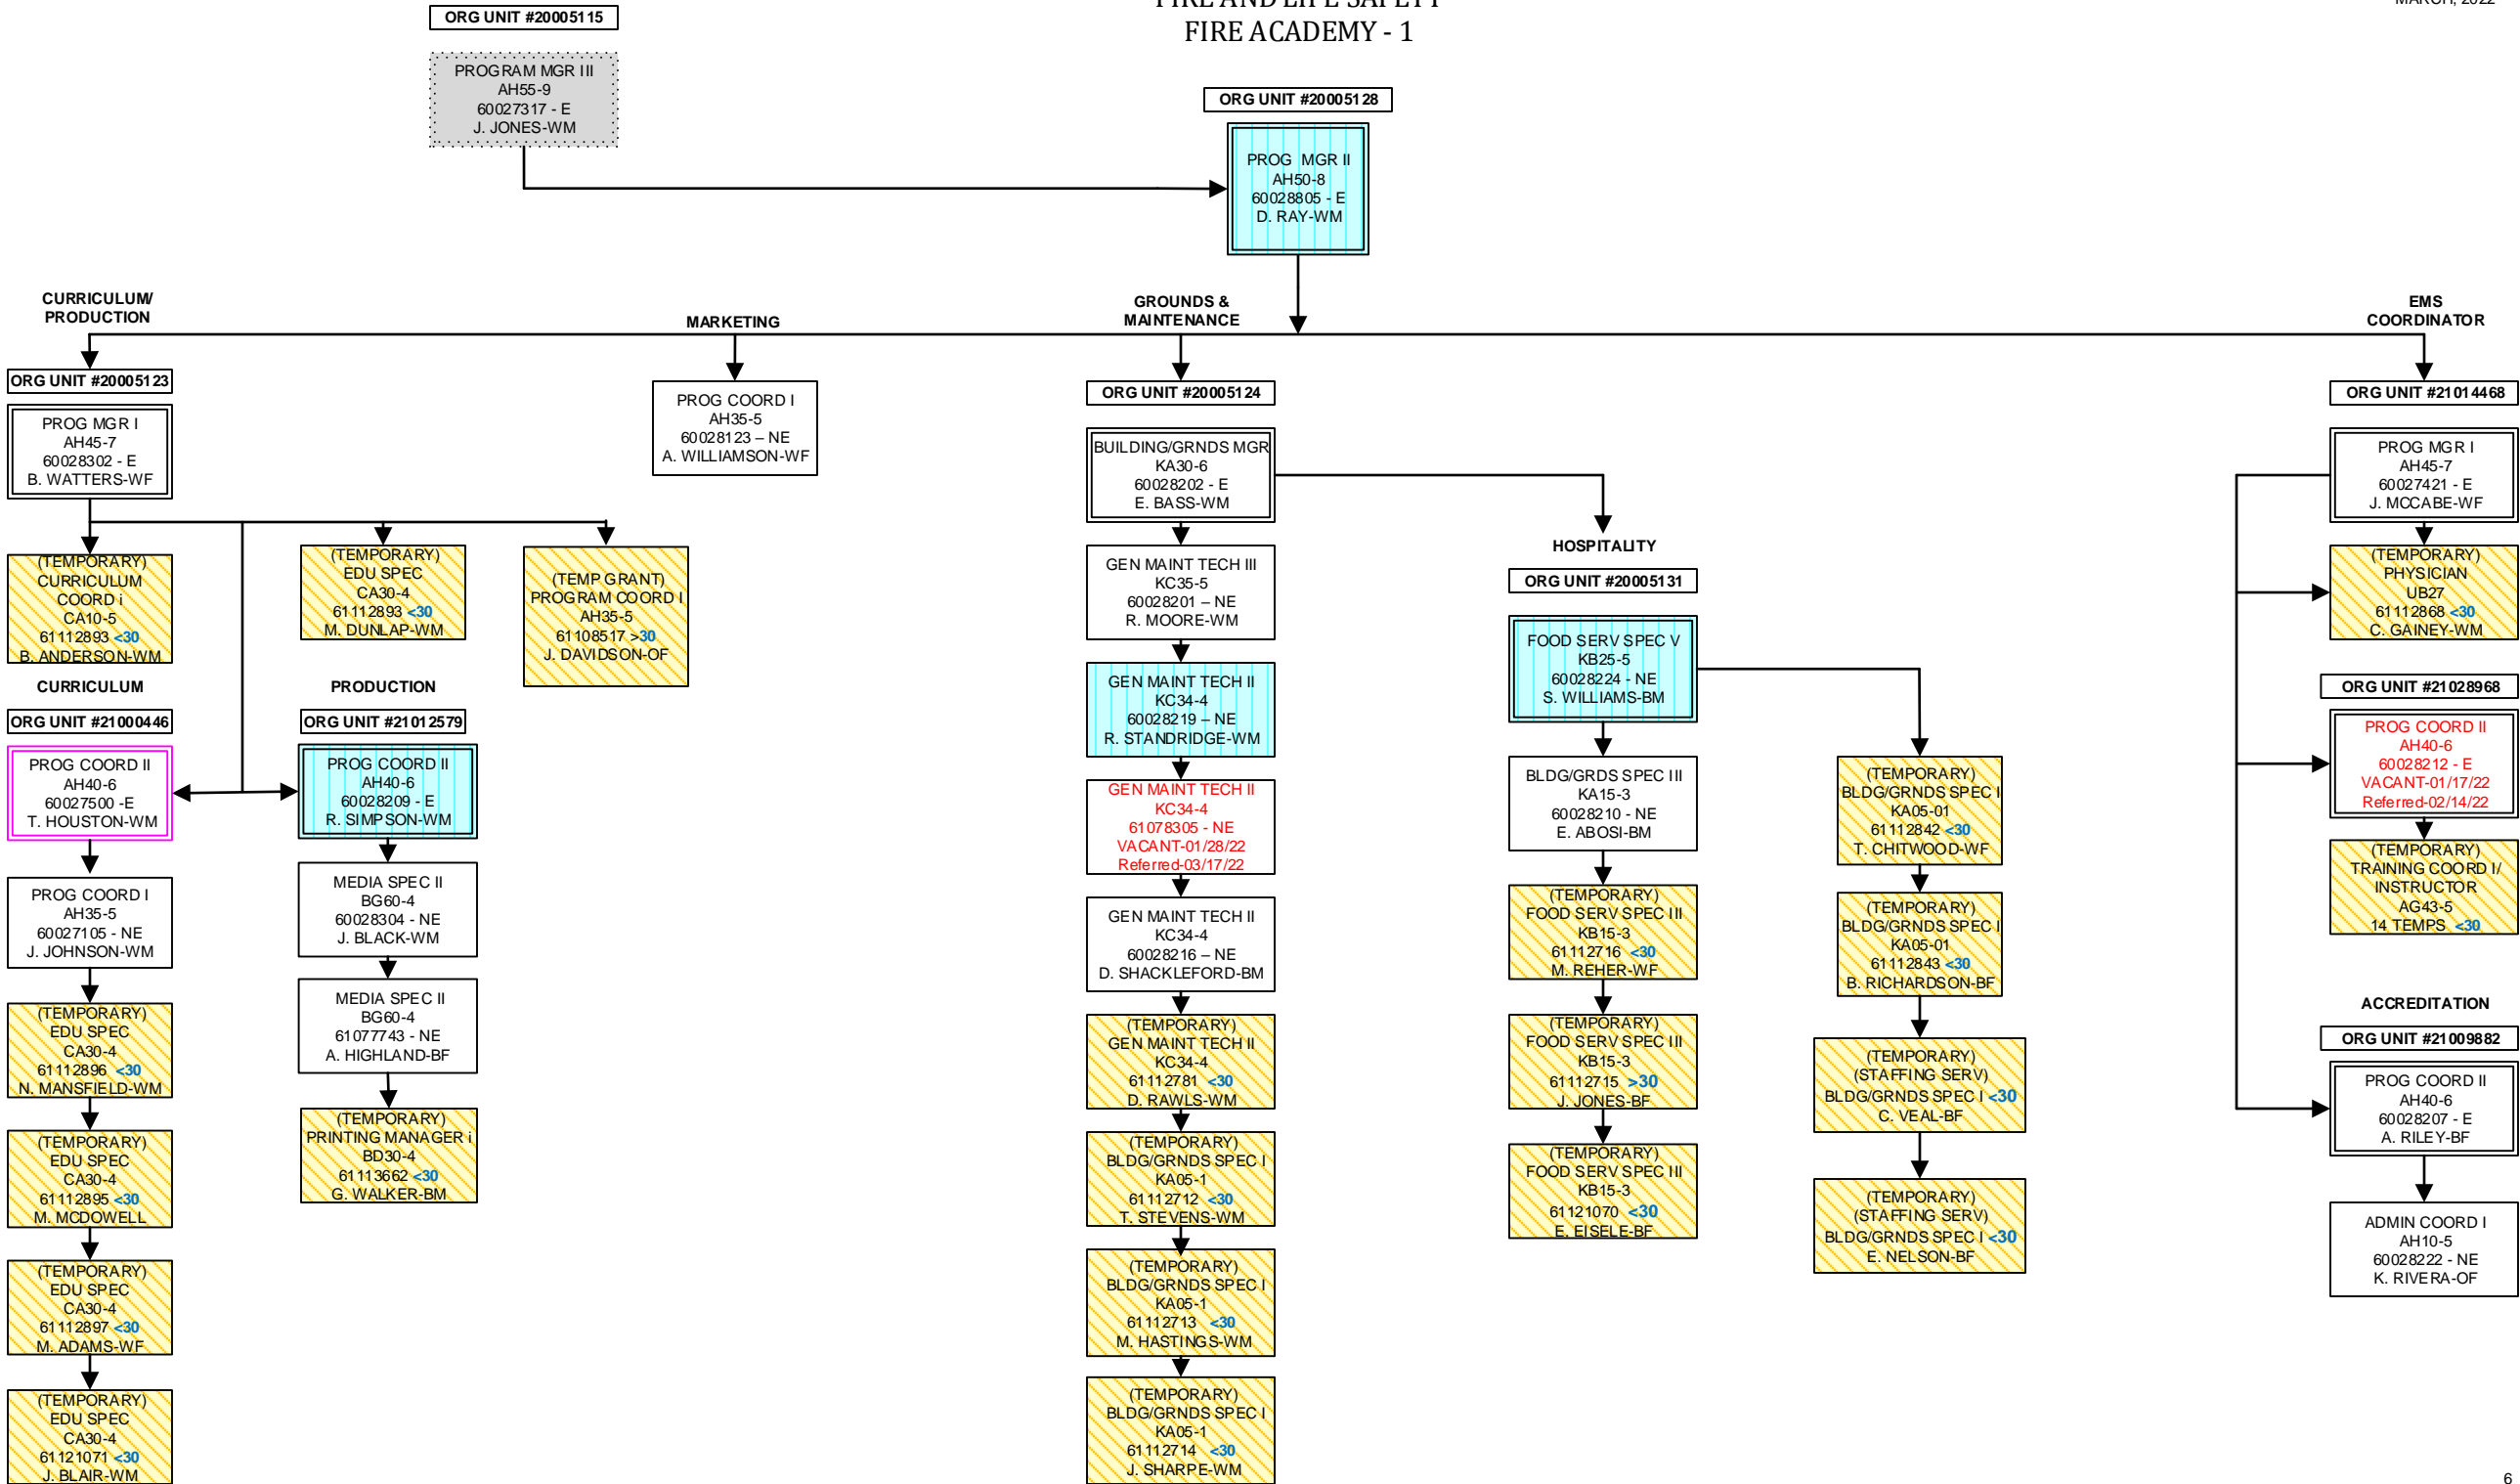 FIRE AND LIFE SAFETY
FIRE ACADEMY - 1
MARCH, 2022
ORG UNIT #20005115
PROGRAM MGR III
AH55-9
60027317 - E
J. JONES-WM
ORG UNIT #20005128
PROG  MGR II
AH50-8
60028805 - E
D. RAY-WM
CURRICULUM/
PRODUCTION
MARKETING
GROUNDS &
MAINTENANCE
EMS
COORDINATOR
ORG UNIT #20005123
PROG MGR I
AH45-7
60028302 - E
B. WATTERS-WF
PROG COORD I
AH35-5
60028123 – NE
A. WILLIAMSON-WF
ORG UNIT #20005124
BUILDING/GRNDS MGR
KA30-6
60028202 - E
E. BASS-WM
ORG UNIT #21014468
PROG MGR I
AH45-7
60027421 - E
J. MCCABE-WF
(TEMPORARY)
CURRICULUM
COORD i
CA10-5
61112893 <30
B. ANDERSON-WM
(TEMPORARY)
EDU SPEC
CA30-4
61112893 <30
M. DUNLAP-WM
(TEMP GRANT)
PROGRAM COORD I
AH35-5
61108517 >30
J. DAVIDSON-OF
CURRICULUM
ORG UNIT #21000446
PROG COORD II
AH40-6
60027500 -E
T. HOUSTON-WM
PROG COORD I
AH35-5
60027105 - NE
J. JOHNSON-WM
(TEMPORARY)
EDU SPEC
CA30-4
61112896 <30
N. MANSFIELD-WM
(TEMPORARY)
EDU SPEC
CA30-4
61112895 <30
M. MCDOWELL
(TEMPORARY)
EDU SPEC
CA30-4
61112897 <30
M. ADAMS-WF
(TEMPORARY)
EDU SPEC
CA30-4
61121071 <30
J. BLAIR-WM
PRODUCTION
ORG UNIT #21012579
PROG COORD II
AH40-6
60028209 - E
R. SIMPSON-WM
MEDIA SPEC II
BG60-4
60028304 - NE
J. BLACK-WM
MEDIA SPEC II
BG60-4
61077743 - NE
A. HIGHLAND-BF
(TEMPORARY)
PRINTING MANAGER i
BD30-4
61113662 <30
G. WALKER-BM
GEN MAINT TECH III
KC35-5
60028201 – NE
R. MOORE-WM
GEN MAINT TECH II
KC34-4
60028219 – NE
R. STANDRIDGE-WM
GEN MAINT TECH II
KC34-4
61078305 - NE
VACANT-01/28/22
Referred-03/17/22
GEN MAINT TECH II
KC34-4
60028216 – NE
D. SHACKLEFORD-BM
(TEMPORARY)
GEN MAINT TECH II
KC34-4
61112781 <30
D. RAWLS-WM
(TEMPORARY)
BLDG/GRNDS SPEC I
KA05-1
61112712 <30
T. STEVENS-WM
(TEMPORARY)
BLDG/GRNDS SPEC I
KA05-1
61112713 <30
M. HASTINGS-WM
(TEMPORARY)
BLDG/GRNDS SPEC I
KA05-1
61112714 <30
J. SHARPE-WM
HOSPITALITY
ORG UNIT #20005131
FOOD SERV SPEC V
KB25-5
60028224 - NE
S. WILLIAMS-BM
BLDG/GRDS SPEC III
KA15-3
60028210 - NE
E. ABOSI-BM
(TEMPORARY)
FOOD SERV SPEC III
KB15-3
61112716 <30
M. REHER-WF
(TEMPORARY)
FOOD SERV SPEC III
KB15-3
61112715 >30
J. JONES-BF
(TEMPORARY)
FOOD SERV SPEC III
KB15-3
61121070 <30
E. EISELE-BF
(TEMPORARY)
BLDG/GRNDS SPEC I
KA05-01
61112842 <30
T. CHITWOOD-WF
(TEMPORARY)
BLDG/GRNDS SPEC I
KA05-01
61112843 <30
B. RICHARDSON-BF
(TEMPORARY)
(STAFFING SERV)
BLDG/GRNDS SPEC I <30
C. VEAL-BF
(TEMPORARY)
(STAFFING SERV)
BLDG/GRNDS SPEC I <30
E. NELSON-BF
(TEMPORARY)
PHYSICIAN
UB27
61112868 <30
C. GAINEY-WM
ORG UNIT #21028968
PROG COORD II
AH40-6
60028212 - E
VACANT-01/17/22
Referred-02/14/22
(TEMPORARY)
TRAINING COORD I/
INSTRUCTOR
AG43-5
14 TEMPS <30
ACCREDITATION
ORG UNIT #21009882
PROG COORD II
AH40-6
60028207 - E
A. RILEY-BF
ADMIN COORD I
AH10-5
60028222 - NE
K. RIVERA-OF
6